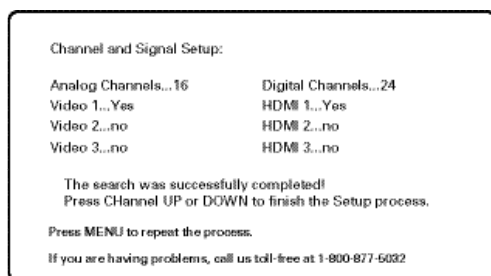 Channel and Signal Setup:
Analog Channels...16 Digital Channels...24
Video 1...Yes HDMI 1...Yes
Video 2...no HDMI 2...no
Video 3...no HDMI 3...no
The search was successfully completed!
Press CHannel UP or DOWN to finish the Setup process.
Press MENU to repeat the process.
If you are having problems, call us toll-free at 1-800-877-5032